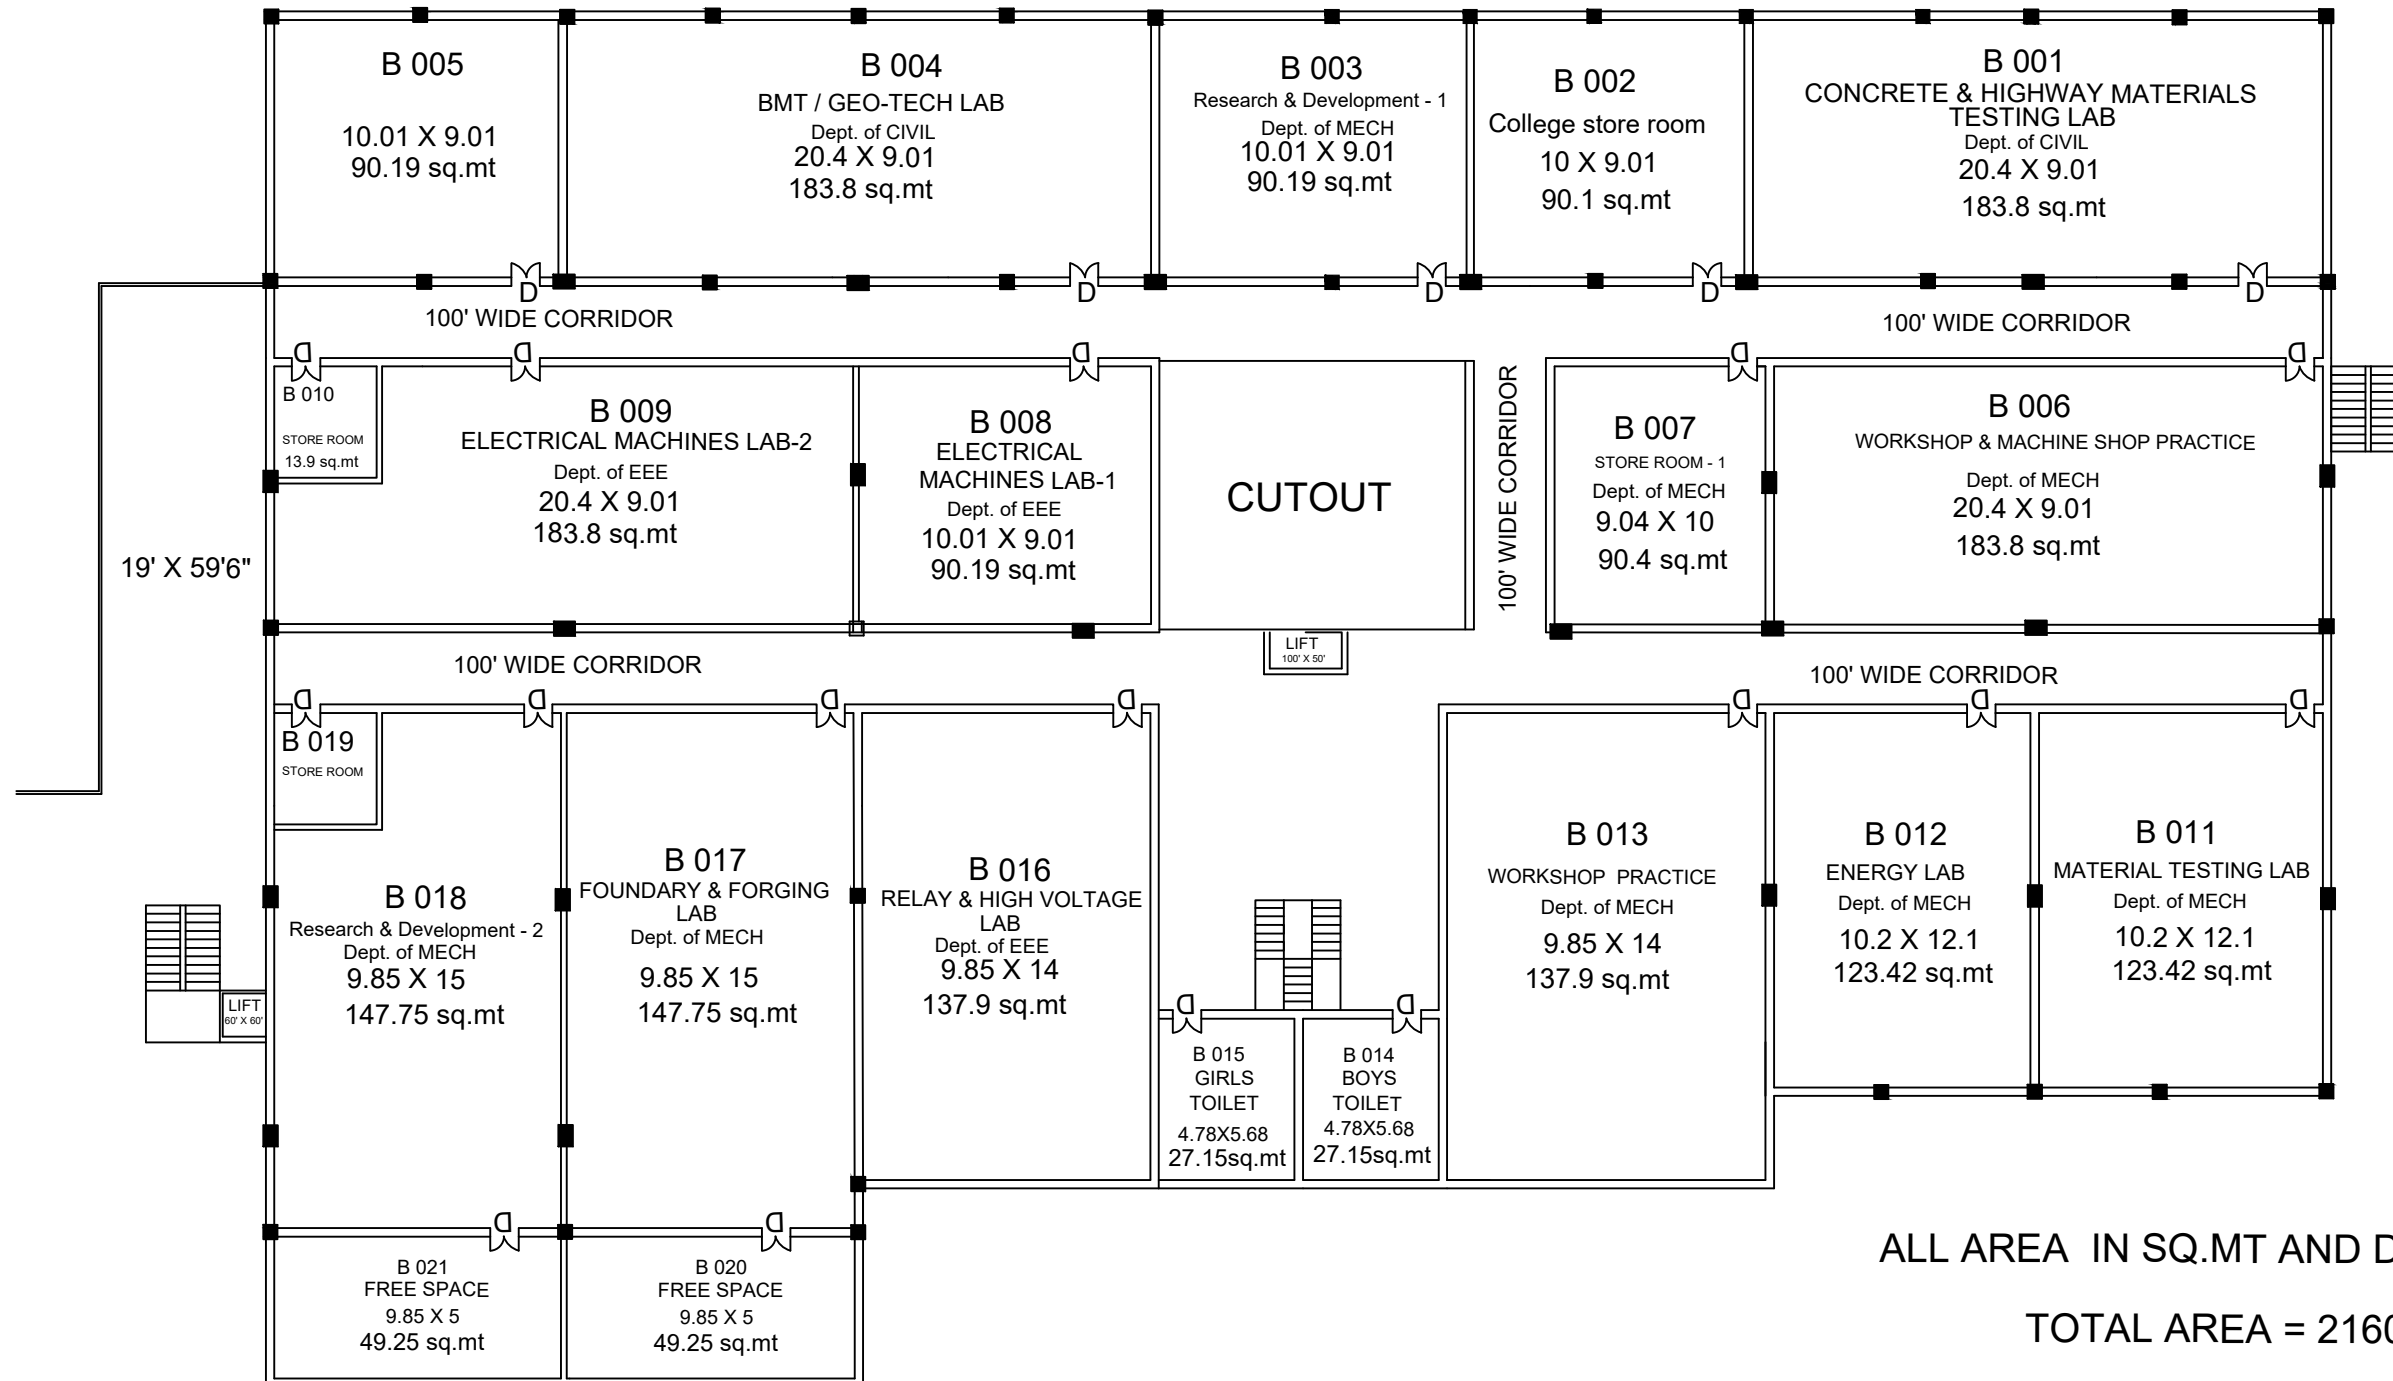 B 005
10.01 X 9.01
90.19 sq.mt
B 004
BMT / GEO-TECH LAB
Dept. of CIVIL
20.4 X 9.01
183.8 sq.mt
B 003
Research & Development - 1
Dept. of MECH
10.01 X 9.01
90.19 sq.mt
B 002
College store room
10 X 9.01
90.1 sq.mt
B 001
CONCRETE & HIGHWAY MATERIALS
TESTING LAB
Dept. of CIVIL
20.4 X 9.01
183.8 sq.mt
D
D
D
D
D
100' WIDE CORRIDOR
100' WIDE CORRIDOR
D
D
D
D
D
B 010
STORE ROOM
13.9 sq.mt
B 009
ELECTRICAL MACHINES LAB-2
Dept. of EEE
20.4 X 9.01
183.8 sq.mt
B 008
ELECTRICAL
MACHINES LAB-1
Dept. of EEE
10.01 X 9.01
90.19 sq.mt
CUTOUT
100' WIDE CORRIDOR
B 007
STORE ROOM - 1
Dept. of MECH
9.04 X 10
90.4 sq.mt
B 006
WORKSHOP & MACHINE SHOP PRACTICE
Dept. of MECH
20.4 X 9.01
183.8 sq.mt
19' X 59'6"
LIFT
100' X 50'
100' WIDE CORRIDOR
100' WIDE CORRIDOR
D
D
D
D
D
D
D
B 019
STORE ROOM
B 018
Research & Development - 2
Dept. of MECH
9.85 X 15
147.75 sq.mt
B 017
FOUNDARY & FORGING
LAB
Dept. of MECH
9.85 X 15
147.75 sq.mt
B 016
RELAY & HIGH VOLTAGE
LAB
Dept. of EEE
9.85 X 14
137.9 sq.mt
B 013
WORKSHOP PRACTICE
Dept. of MECH
9.85 X 14
137.9 sq.mt
B 012
ENERGY LAB
Dept. of MECH
10.2 X 12.1
123.42 sq.mt
B 011
MATERIAL TESTING LAB
Dept. of MECH
10.2 X 12.1
123.42 sq.mt
LIFT
60' X 60'
D
D
B 015
GIRLS
TOILET
4.78X5.68
27.15sq.mt
B 014
BOYS
TOILET
4.78X5.68
27.15sq.mt
D
D
B 021
FREE SPACE
9.85 X 5
49.25 sq.mt
B 020
FREE SPACE
9.85 X 5
49.25 sq.mt
ALL AREA IN SQ.MT AND
TOTAL AREA = 2160